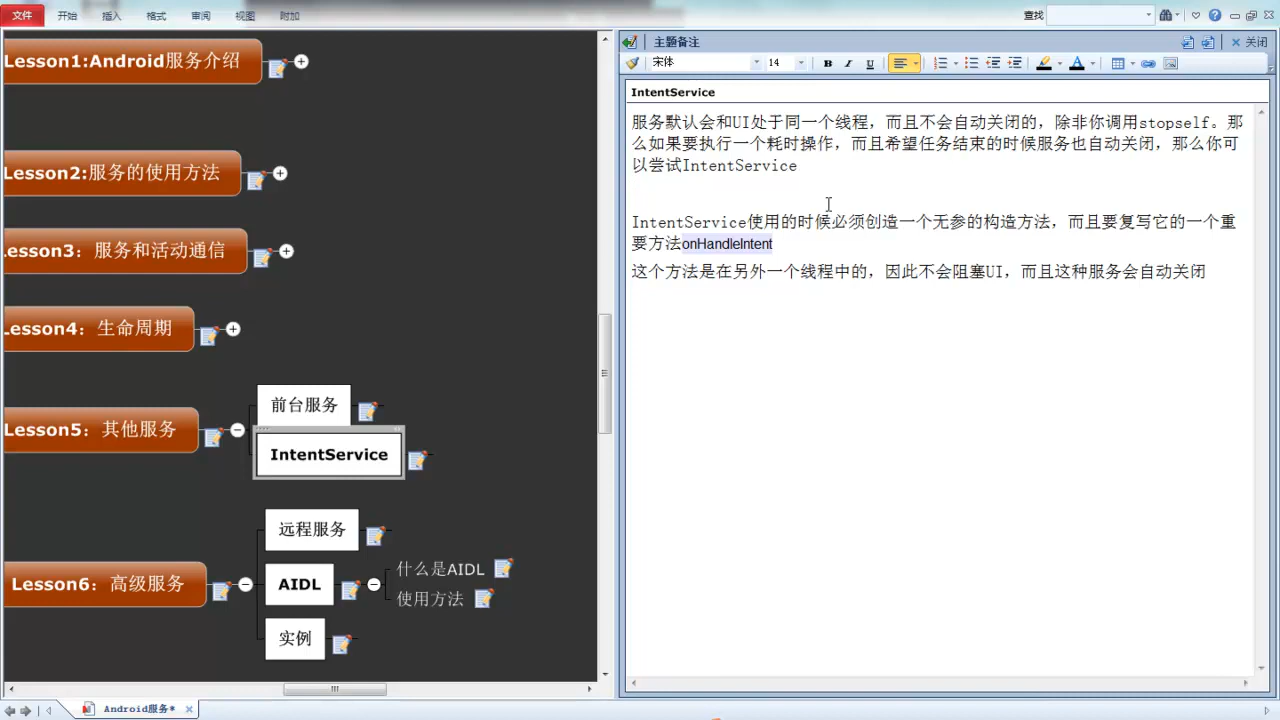 文件 开始 插入 格式 审阅 视图 附加 查找
主题备注 关闭
宋体 14 B I U A
IntentService
服务默认会和UI处于同一个线程，而且不会自动关闭的，除非你调用stopself。那
么如果要执行一个耗时操作，而且希望任务结束的时候服务也自动关闭，那么你可
以尝试IntentService
IntentService使用的时候必须创造一个无参的构造方法，而且要复写它的一个重
要方法onHandleIntent
这个方法是在另外一个线程中的，因此不会阻塞UI，而且这种服务会自动关闭
Lesson1:Android服务介绍
Lesson2:服务的使用方法
esson3：服务和活动通信
Lesson4：生命周期
Lesson5：其他服务
前台服务
IntentService
Lesson6：高级服务
远程服务
AIDL
什么是AIDL
使用方法
实例
Android服务*